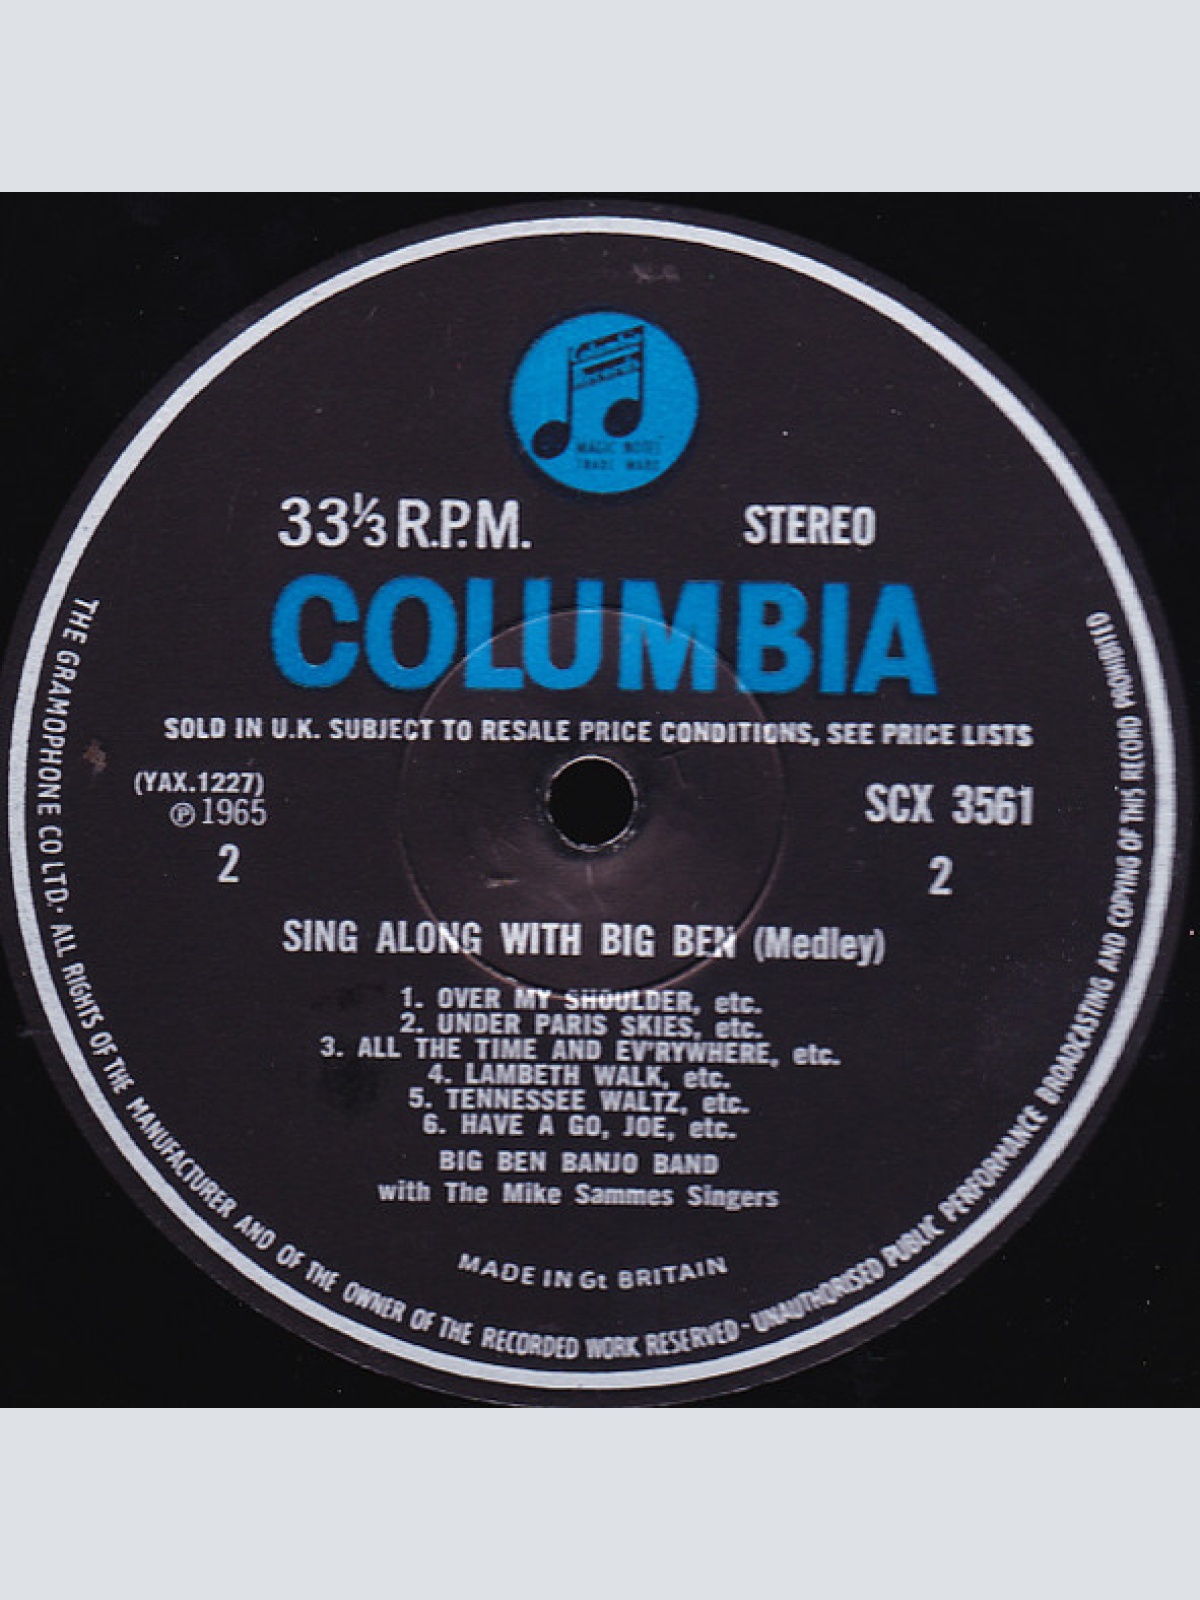 Columbia
Records
MAGIC NOTES
TRADE MARK
33⅓ R.P.M.
STEREO
COLUMBIA
SOLD IN U.K. SUBJECT TO RESALE PRICE CONDITIONS, SEE PRICE LISTS
(YAX.1227)
℗ 1965
2
SCX 3561
2
SING ALONG WITH BIG BEN (Medley)
1. OVER MY SHOULDER, etc.
2. UNDER PARIS SKIES, etc.
3. ALL THE TIME AND EV'RYWHERE, etc.
4. LAMBETH WALK, etc.
5. TENNESSEE WALTZ, etc.
6. HAVE A GO, JOE, etc.
BIG BEN BANJO BAND
with The Mike Sammes Singers
MADE IN Gt BRITAIN
THE GRAMOPHONE CO LTD · ALL RIGHTS OF THE MANUFACTURER AND OF THE OWNER OF THE RECORDED WORK RESERVED - UNAUTHORISED PUBLIC PERFORMANCE BROADCASTING AND COPYING OF THIS RECORD PROHIBITED